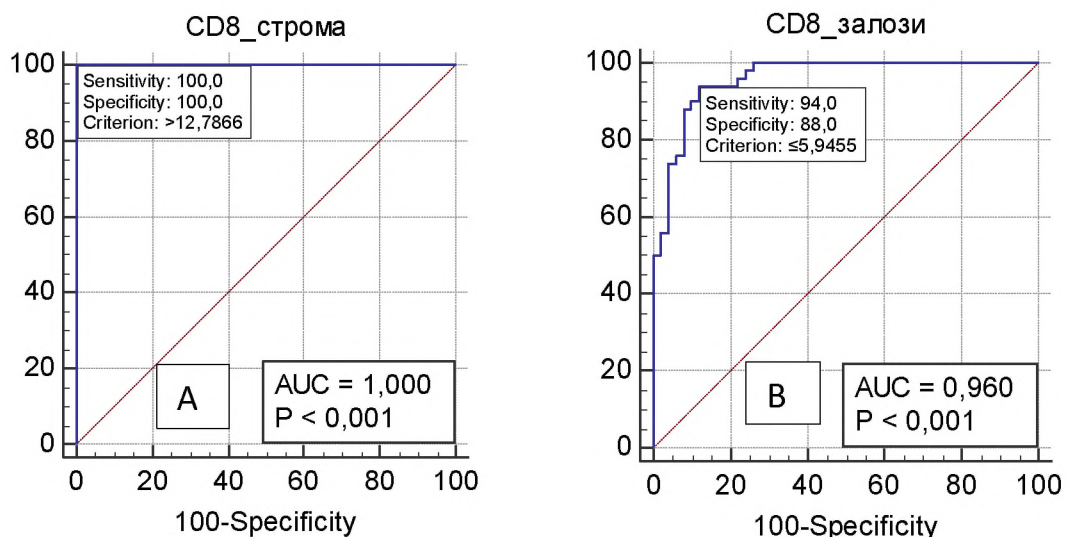 CD8_строма
100
80
60
40
20
0
Sensitivity: 100,0
Specificity: 100,0
Criterion: >12,7866
A
AUC = 1,000
P < 0,001
0 20 40 60 80 100
100-Specificity
CD8_залози
100
80
60
40
20
0
Sensitivity: 94,0
Specificity: 88,0
Criterion: ≤5,9455
B
AUC = 0,960
P < 0,001
0 20 40 60 80 100
100-Specificity